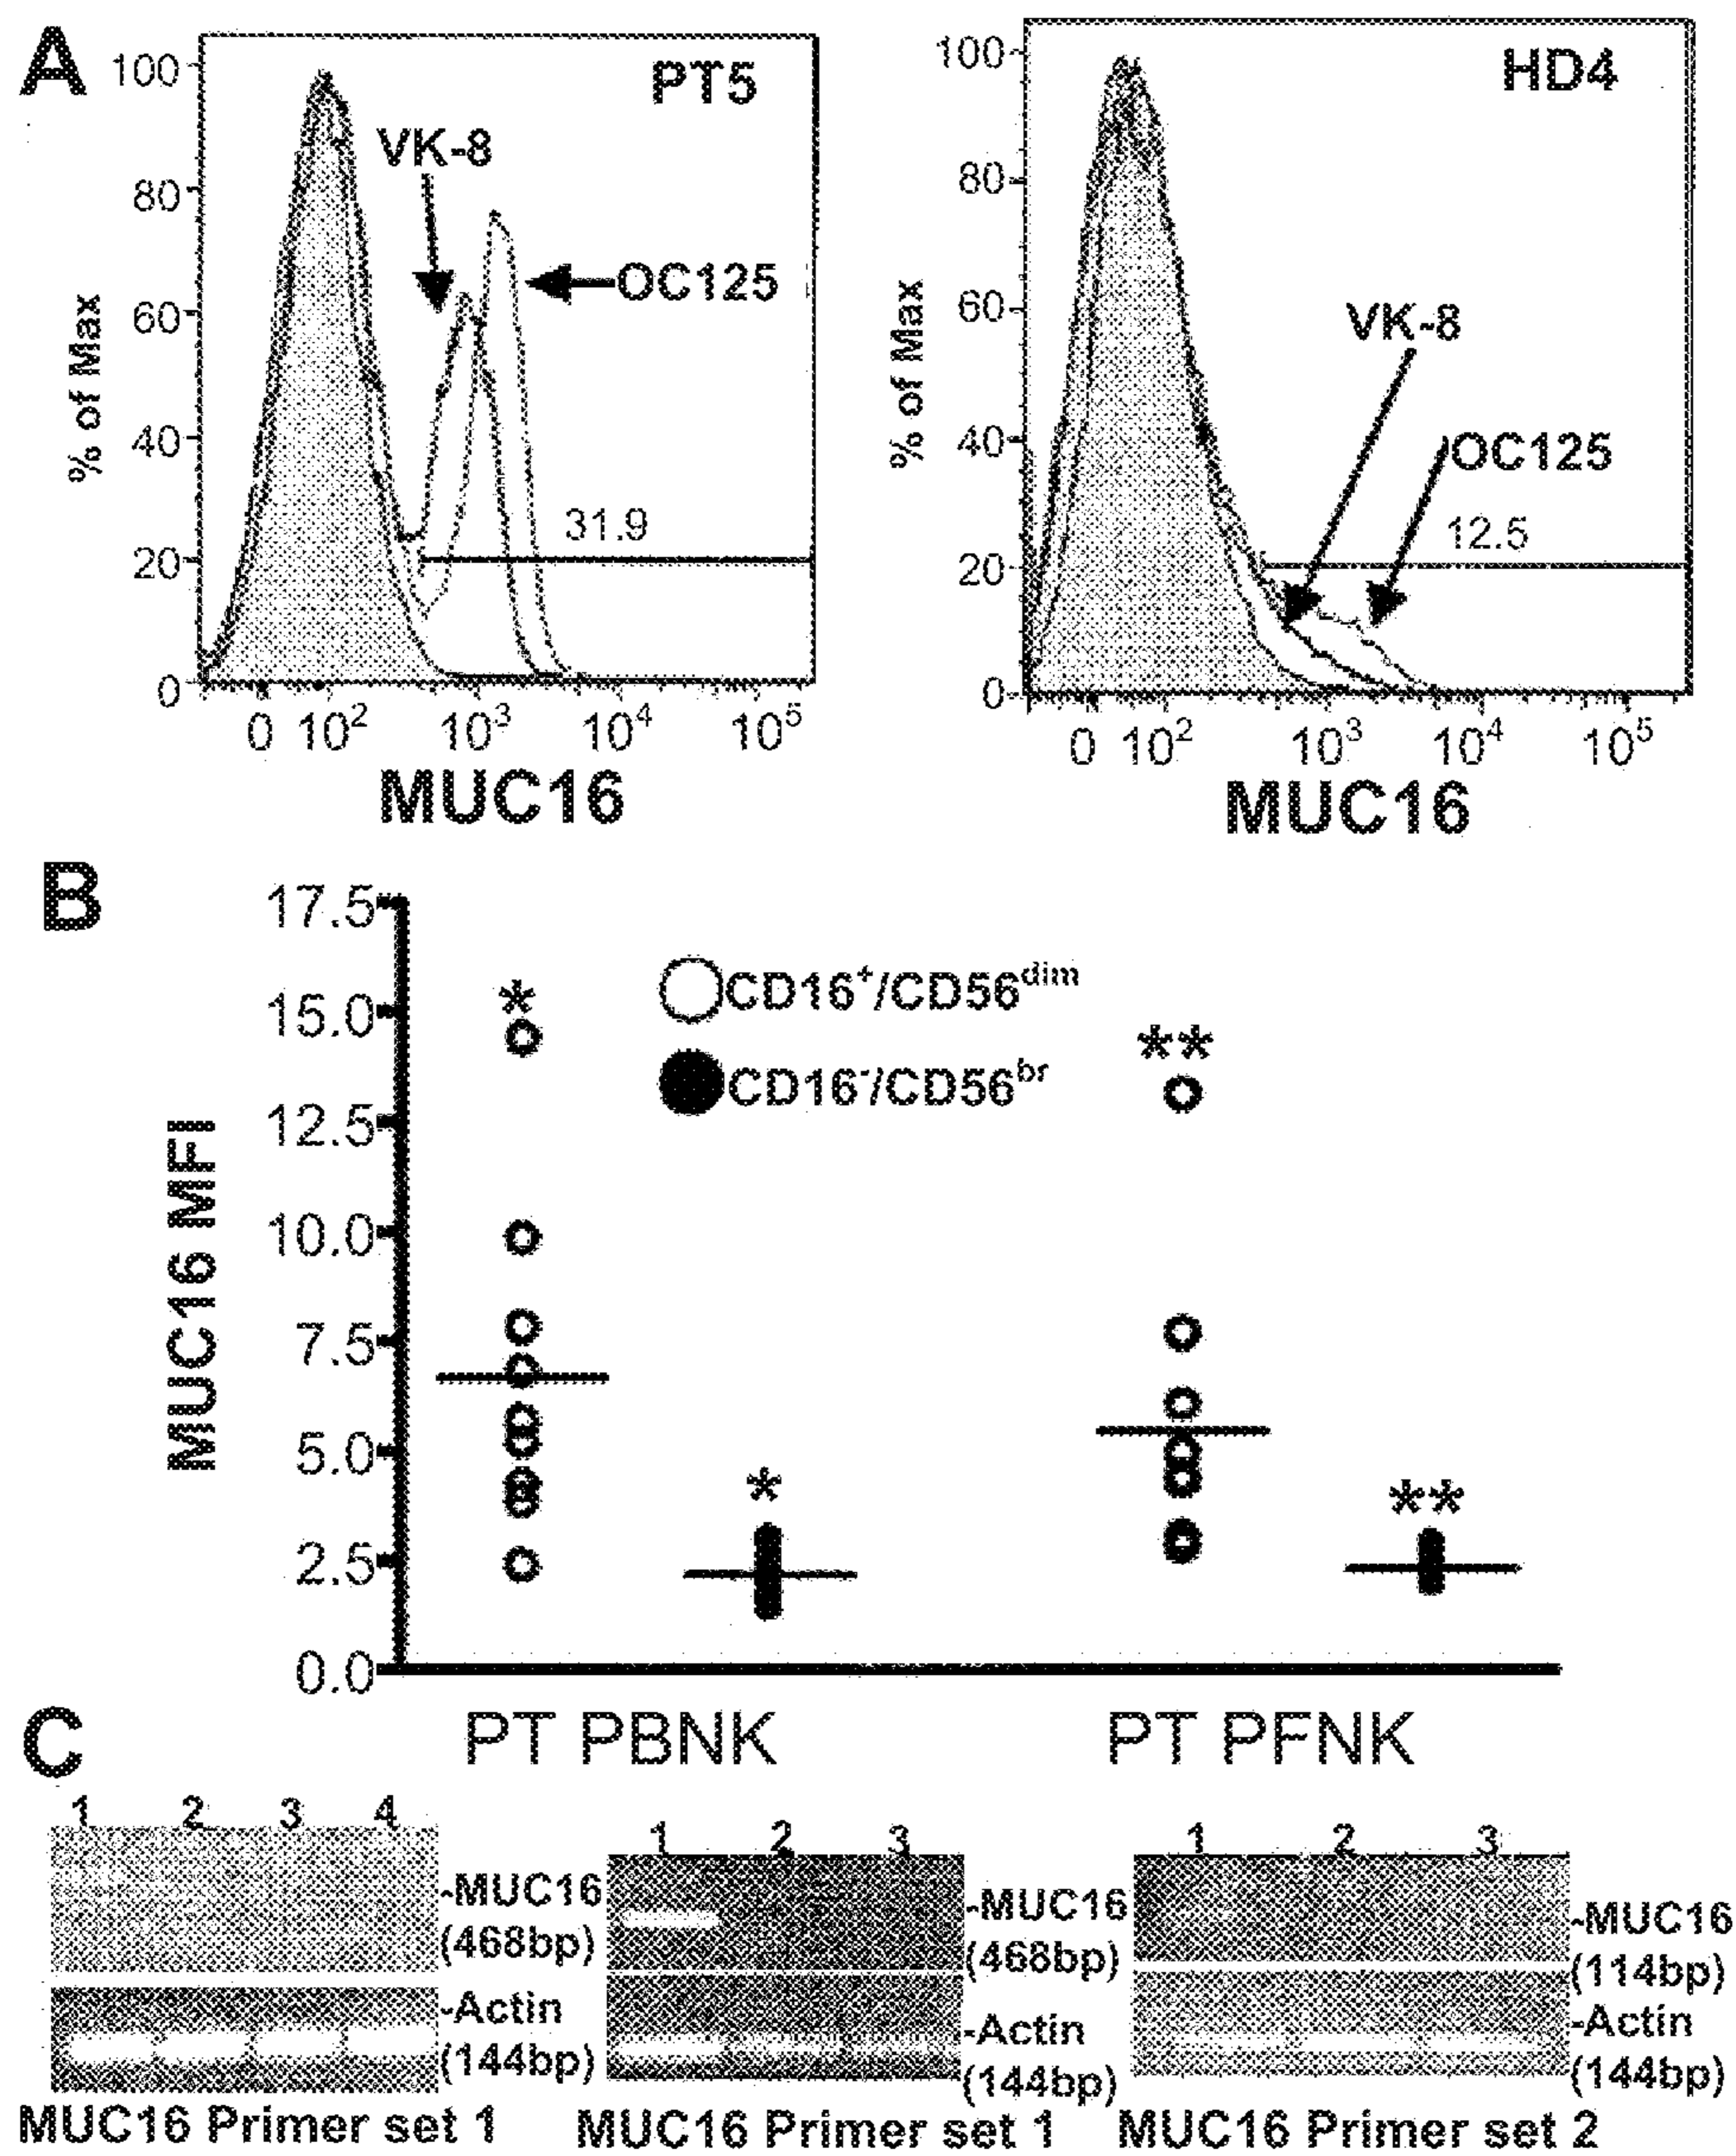 A
PT5
VK-8
OC125
31.9
% of Max
100
80
60
40
20
0
0 10² 10³ 10⁴ 10⁵
MUC16
HD4
VK-8
OC125
12.5
% of Max
100
80
60
40
20
0
0 10² 10³ 10⁴ 10⁵
MUC16
B
MUC16 MFI
17.5
15.0
12.5
10.0
7.5
5.0
2.5
0.0
CD16⁺/CD56ᵈⁱᵐ
CD16⁻/CD56ᵇʳ
*
*
**
**
PT PBNK
PT PFNK
C
1 2 3 4
-MUC16
(468bp)
-Actin
(144bp)
MUC16 Primer set 1
1 2 3
-MUC16
(468bp)
-Actin
(144bp)
MUC16 Primer set 1
1 2 3
-MUC16
(114bp)
-Actin
(144bp)
MUC16 Primer set 2